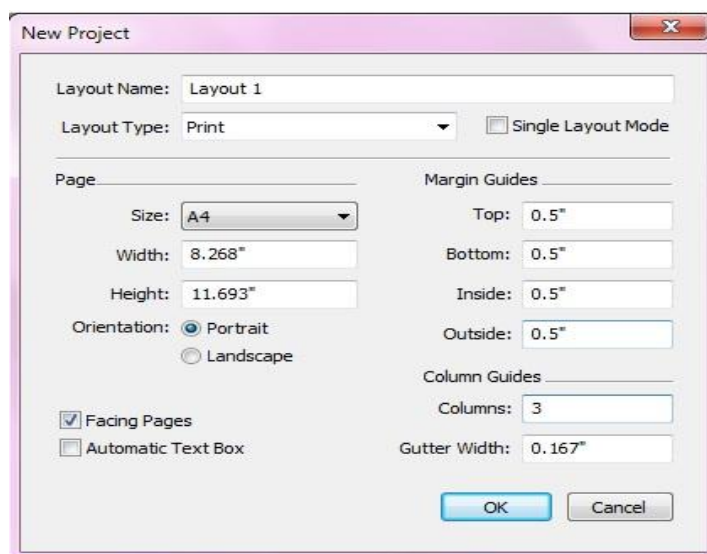 New Project
Layout Name: Layout 1
Layout Type: Print
Single Layout Mode
Page
Size: A4
Width: 8.268"
Height: 11.693"
Orientation: Portrait
Landscape
Facing Pages
Automatic Text Box
Margin Guides
Top: 0.5"
Bottom: 0.5"
Inside: 0.5"
Outside: 0.5"
Column Guides
Columns: 3
Gutter Width: 0.167"
OK
Cancel